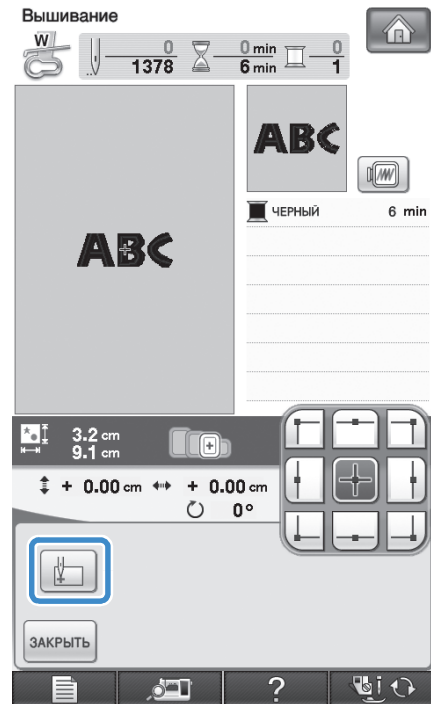 Вышивание
W
0 0 min 0
1378 6 min 1
ABC
ABC
ЧЕРНЫЙ 6 min
3.2 cm
9.1 cm
+ 0.00 cm + 0.00 cm
0°
ЗАКРЫТЬ
?